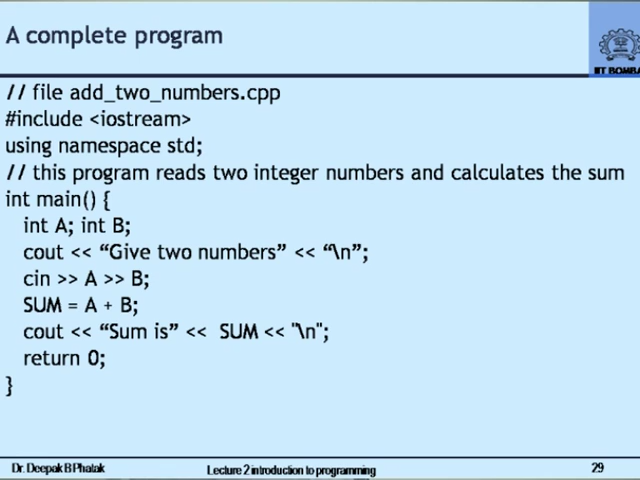 A complete program
IIT BOMBA
// file add_two_numbers.cpp
#include <iostream>
using namespace std;
// this program reads two integer numbers and calculates the sum
int main() {
int A; int B;
cout << “Give two numbers” << “\n”;
cin >> A >> B;
SUM = A + B;
cout << “Sum is” << SUM << "\n";
return 0;
}
Dr. Deepak B Phatak
Lecture 2 introduction to programming
29